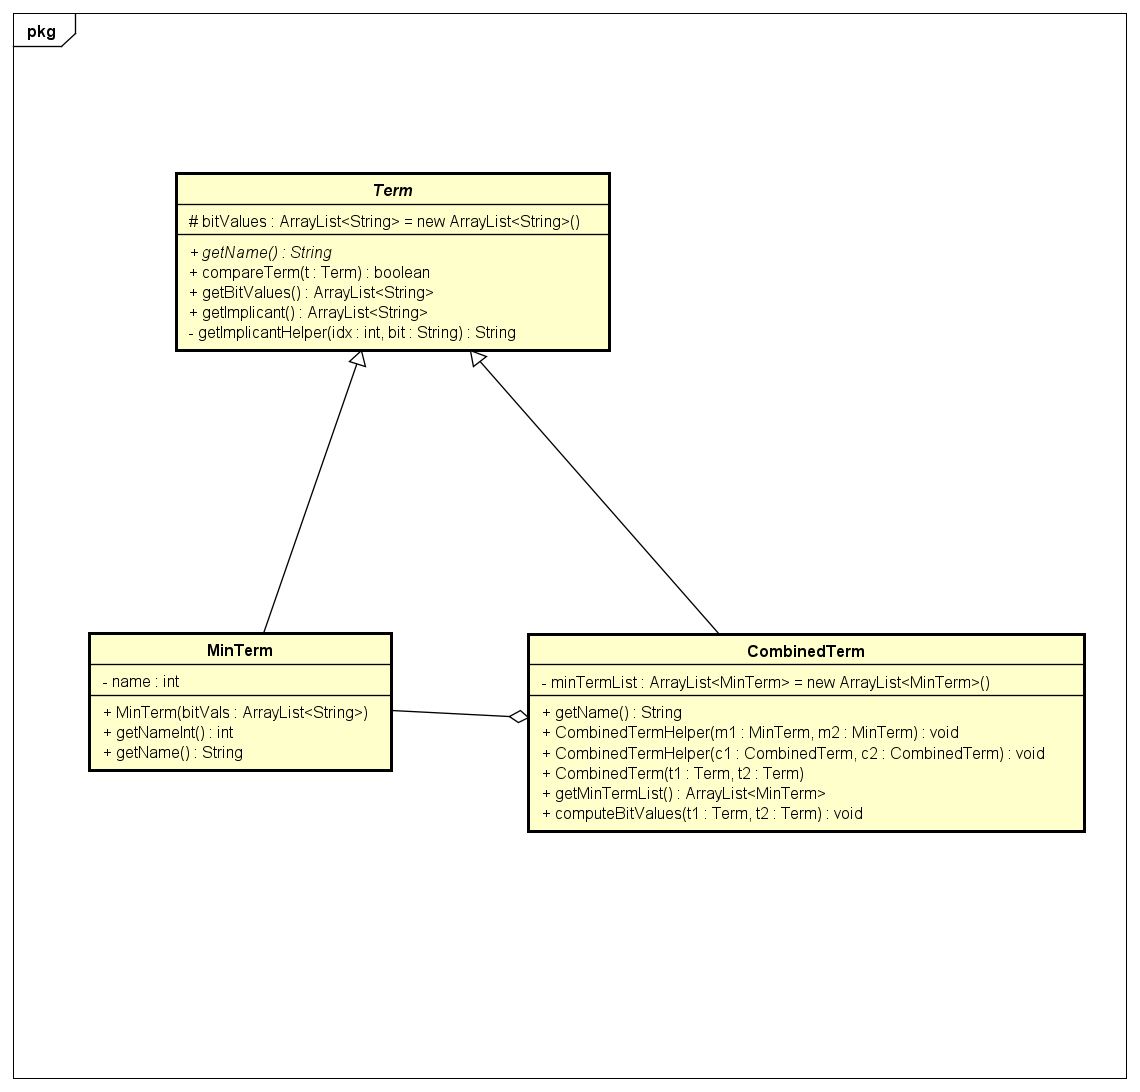 pkg
Term
# bitValues : ArrayList<String> = new ArrayList<String>()
+ getName() : String
+ compareTerm(t : Term) : boolean
+ getBitValues() : ArrayList<String>
+ getImplicant() : ArrayList<String>
- getImplicantHelper(idx : int, bit : String) : String
MinTerm
- name : int
+ MinTerm(bitVals : ArrayList<String>)
+ getNameInt() : int
+ getName() : String
CombinedTerm
- minTermList : ArrayList<MinTerm> = new ArrayList<MinTerm>()
+ getName() : String
+ CombinedTermHelper(m1 : MinTerm, m2 : MinTerm) : void
+ CombinedTermHelper(c1 : CombinedTerm, c2 : CombinedTerm) : void
+ CombinedTerm(t1 : Term, t2 : Term)
+ getMinTermList() : ArrayList<MinTerm>
+ computeBitValues(t1 : Term, t2 : Term) : void